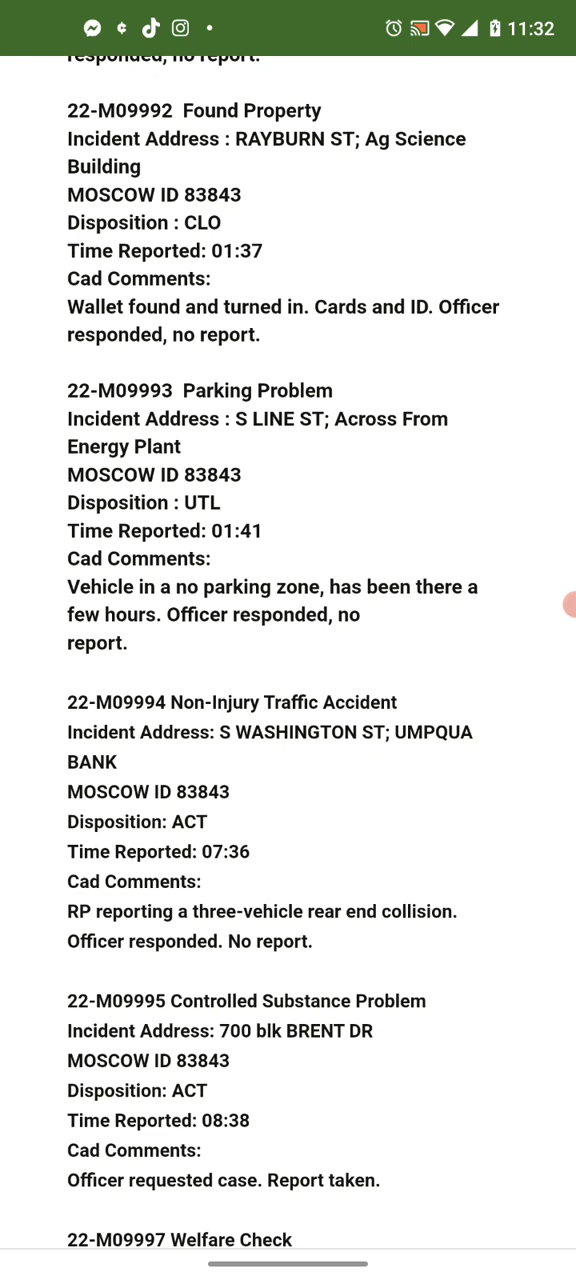 11:32
responded, no report.
22-M09992  Found Property
Incident Address : RAYBURN ST; Ag Science
Building
MOSCOW ID 83843
Disposition : CLO
Time Reported: 01:37
Cad Comments:
Wallet found and turned in. Cards and ID. Officer
responded, no report.
22-M09993  Parking Problem
Incident Address : S LINE ST; Across From
Energy Plant
MOSCOW ID 83843
Disposition : UTL
Time Reported: 01:41
Cad Comments:
Vehicle in a no parking zone, has been there a
few hours. Officer responded, no
report.
22-M09994 Non-Injury Traffic Accident
Incident Address: S WASHINGTON ST; UMPQUA
BANK
MOSCOW ID 83843
Disposition: ACT
Time Reported: 07:36
Cad Comments:
RP reporting a three-vehicle rear end collision.
Officer responded. No report.
22-M09995 Controlled Substance Problem
Incident Address: 700 blk BRENT DR
MOSCOW ID 83843
Disposition: ACT
Time Reported: 08:38
Cad Comments:
Officer requested case. Report taken.
22-M09997 Welfare Check